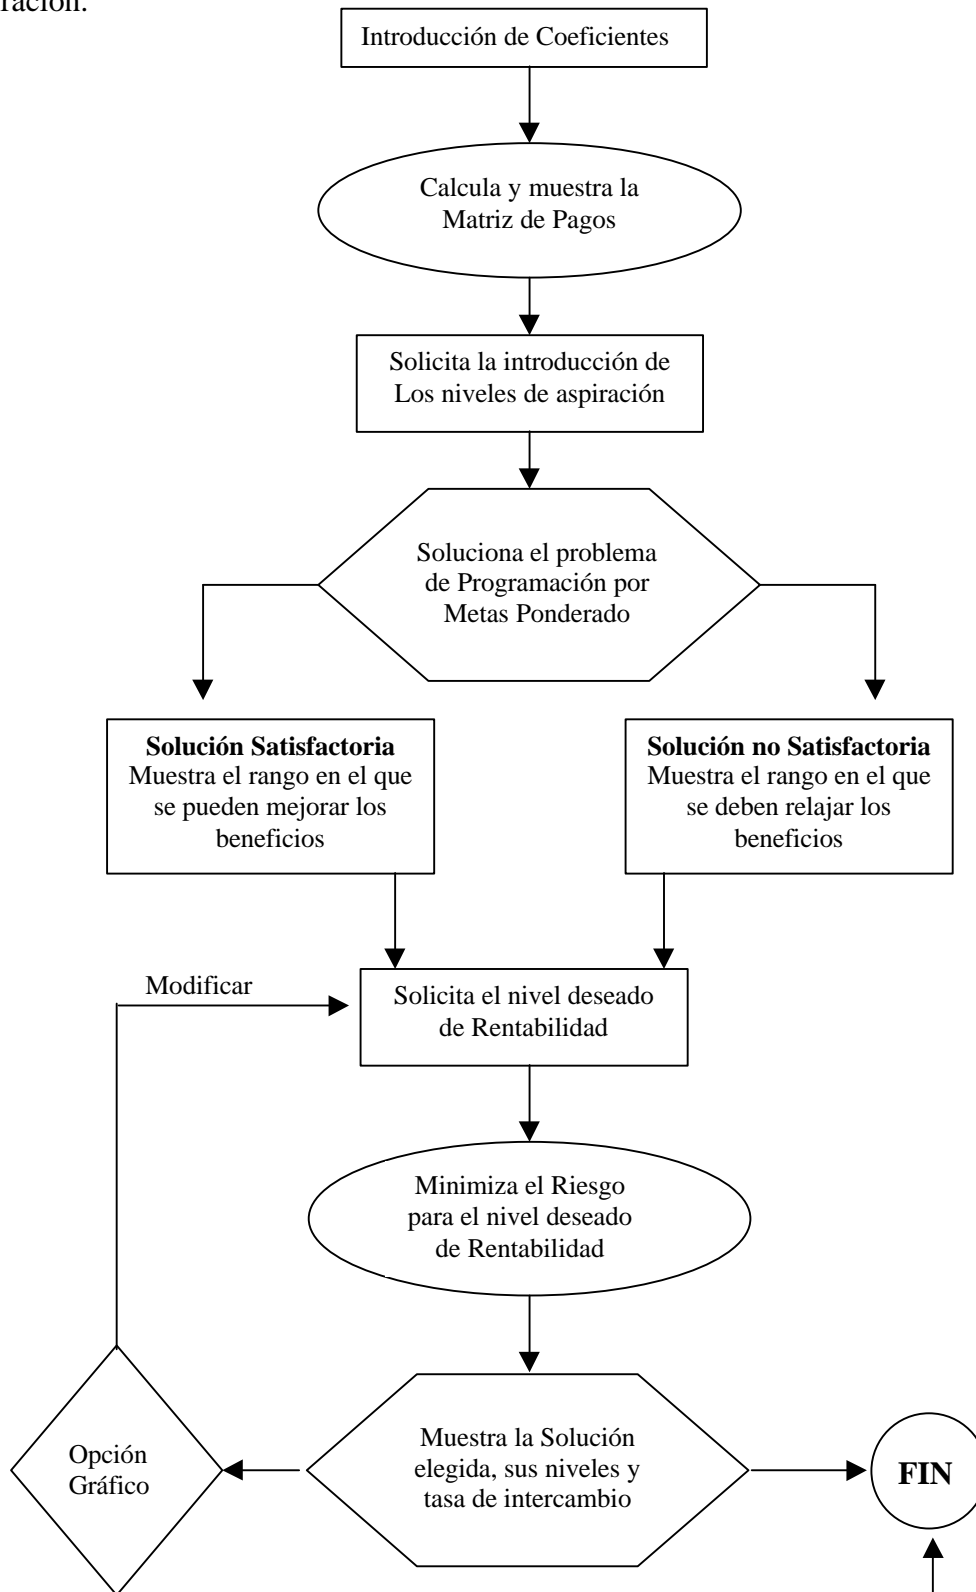 ración.
Introducción de Coeficientes
Calcula y muestra la
Matriz de Pagos
Solicita la introducción de
Los niveles de aspiración
Soluciona el problema
de Programación por
Metas Ponderado
Solución Satisfactoria
Muestra el rango en el que
se pueden mejorar los
beneficios
Solución no Satisfactoria
Muestra el rango en el que
se deben relajar los
beneficios
Modificar
Solicita el nivel deseado
de Rentabilidad
Minimiza el Riesgo
para el nivel deseado
de Rentabilidad
Opción
Gráfico
Muestra la Solución
elegida, sus niveles y
tasa de intercambio
FIN